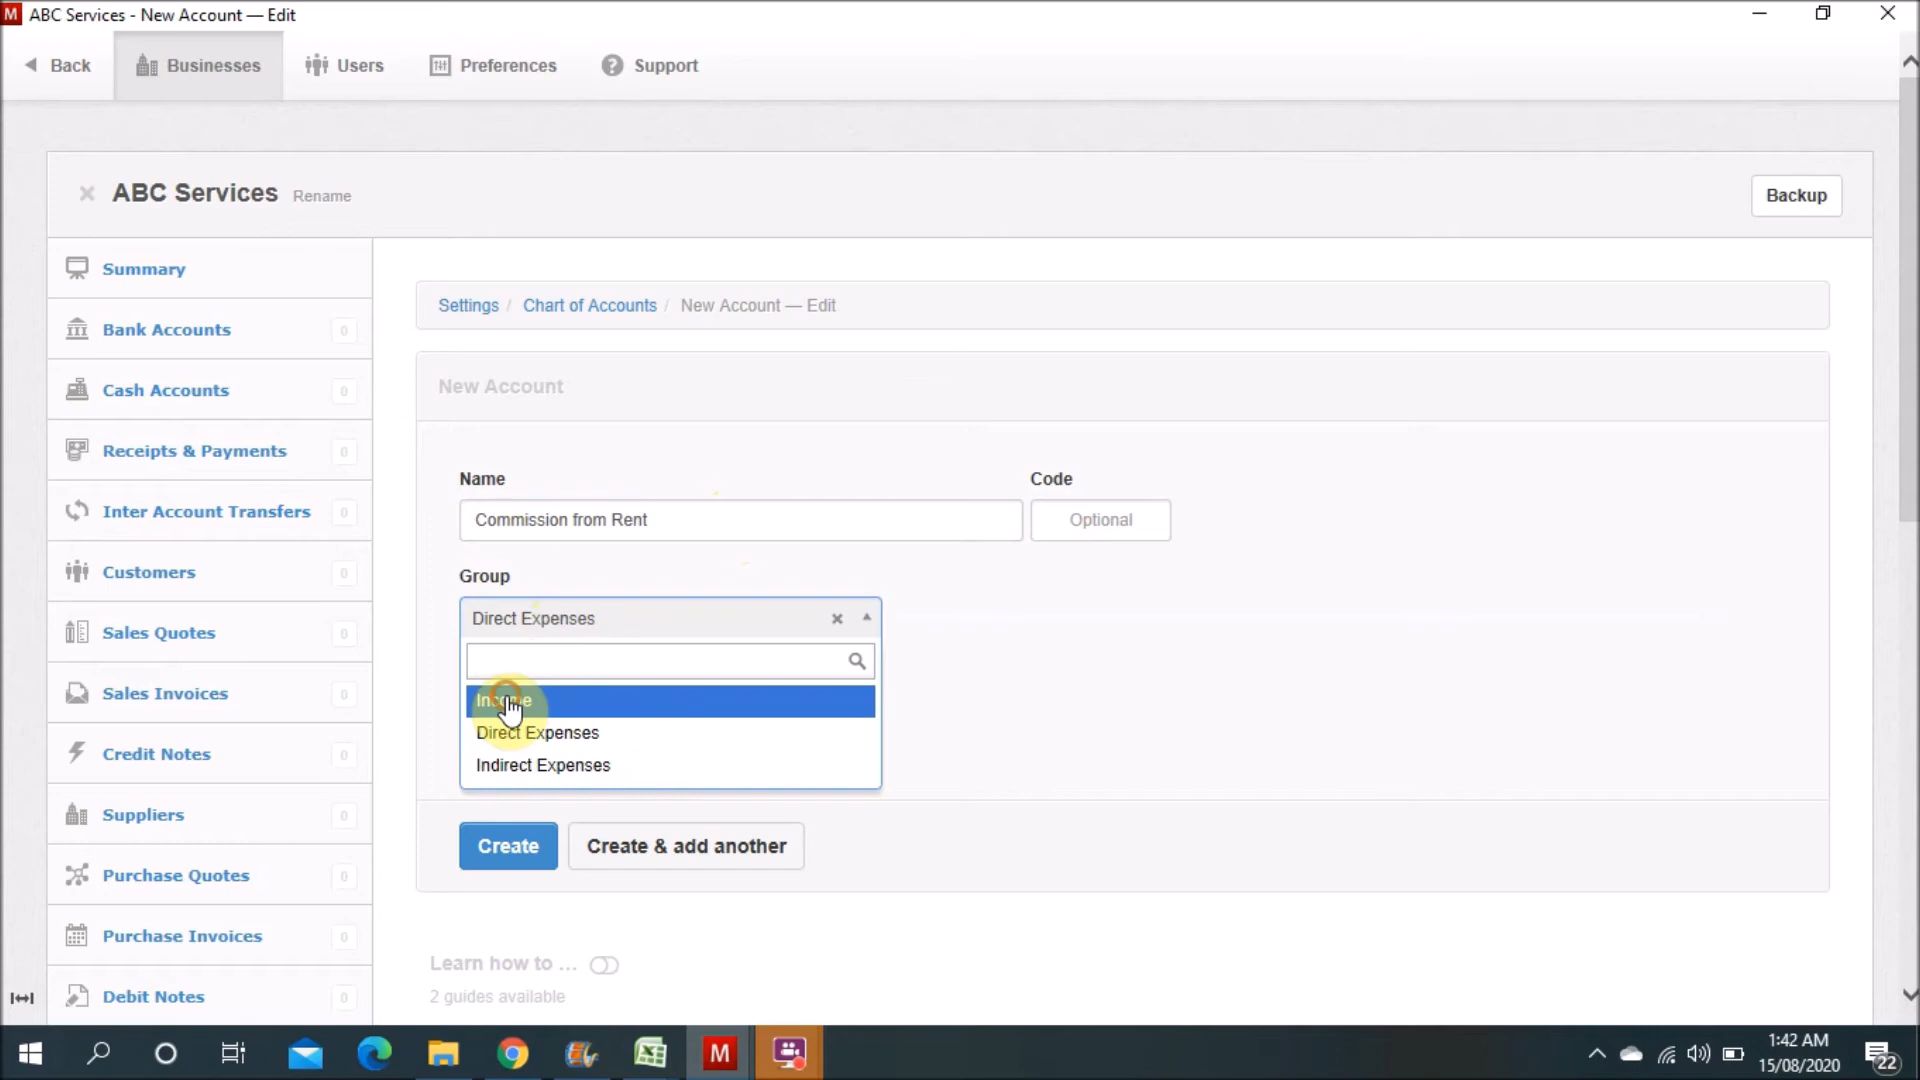 M ABC Services - New Account — Edit
Back Businesses Users Preferences Support
ABC Services Rename Backup
Summary
Bank Accounts 0
Cash Accounts 0
Receipts & Payments 0
Inter Account Transfers 0
Customers 0
Sales Quotes 0
Sales Invoices 0
Credit Notes 0
Suppliers 0
Purchase Quotes 0
Purchase Invoices 0
Debit Notes 0
Settings / Chart of Accounts / New Account — Edit
New Account
Name Code
Commission from Rent Optional
Group
Direct Expenses
Income
Direct Expenses
Indirect Expenses
Create Create & add another
Learn how to ...
2 guides available
M
1:42 AM
15/08/2020
22